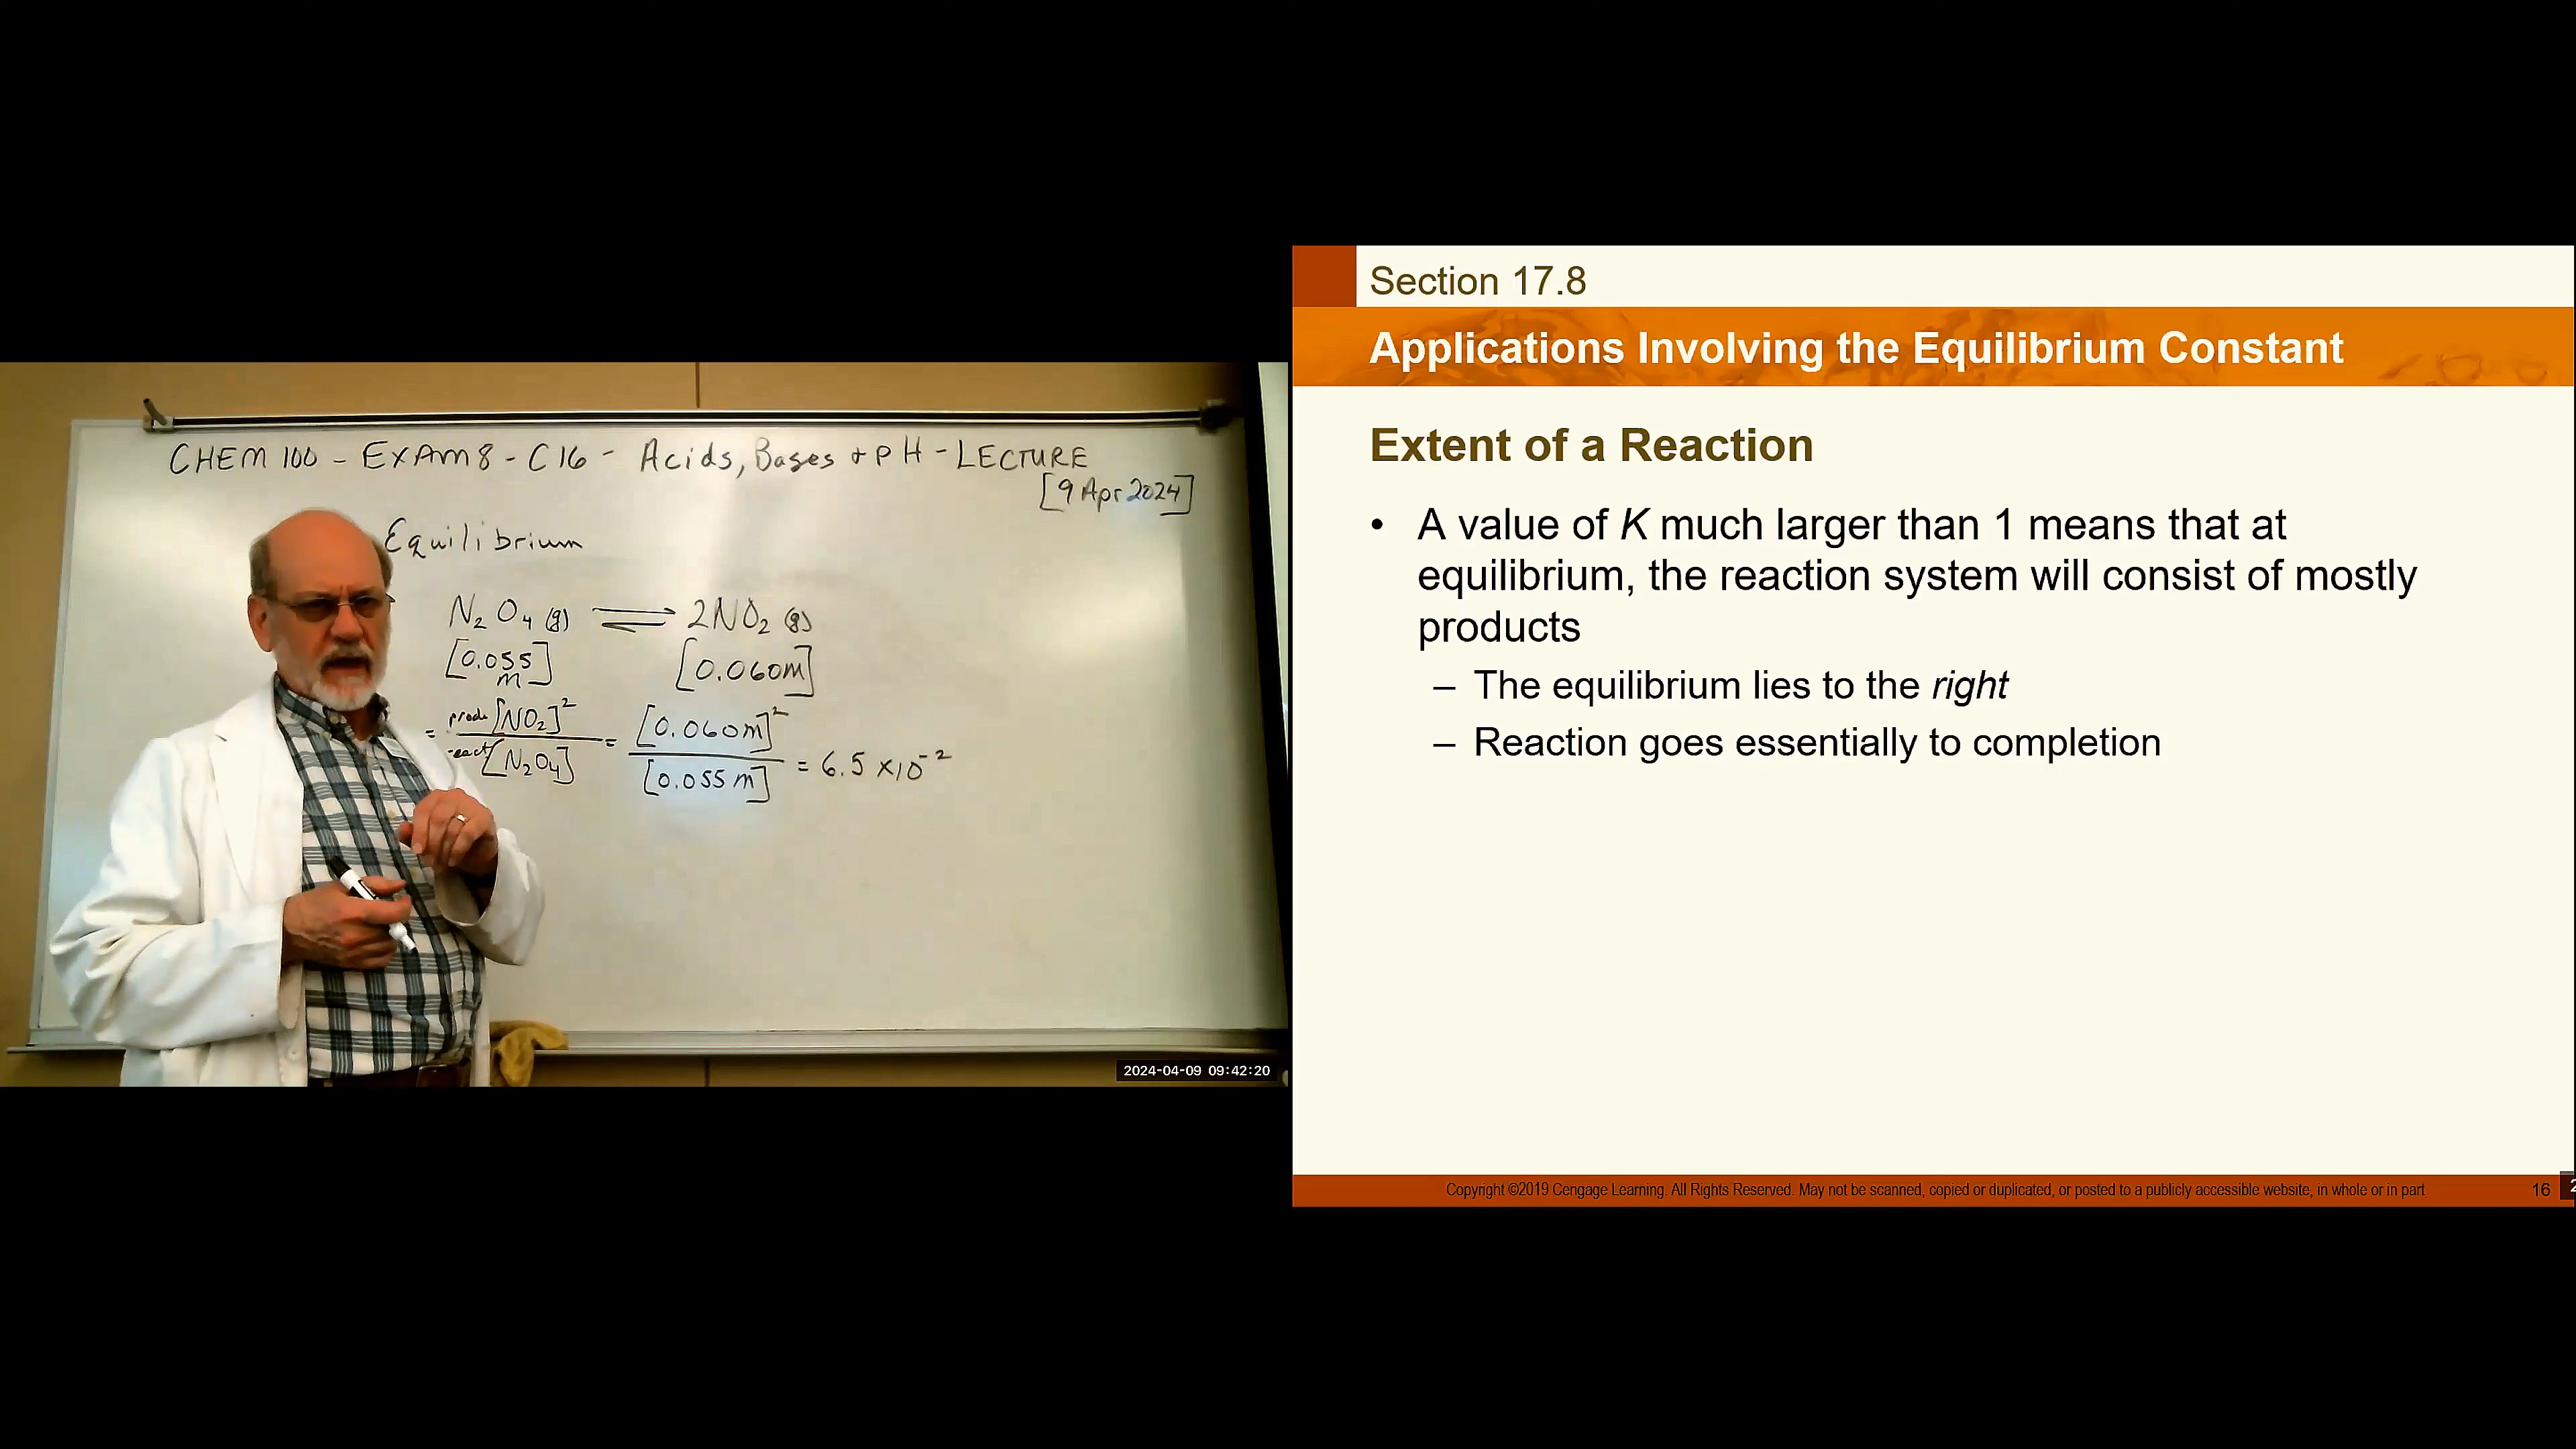 CHEM 100 - EXAM 8 - C16 - Acids, Bases + pH - LECTURE
[9 Apr 2024]
Equilibrium
N₂O₄ (g) ⇌ 2NO₂ (g)
[0.055 M] [0.060M]
= prod [NO₂]² / react [N₂O₄] = [0.060M]² / [0.055 M] = 6.5 x10⁻²
2024-04-09 09:42:20
Section 17.8
Applications Involving the Equilibrium Constant
Extent of a Reaction
• A value of K much larger than 1 means that at
equilibrium, the reaction system will consist of mostly
products
– The equilibrium lies to the right
– Reaction goes essentially to completion
Copyright ©2019 Cengage Learning. All Rights Reserved. May not be scanned, copied or duplicated, or posted to a publicly accessible website, in whole or in part
16